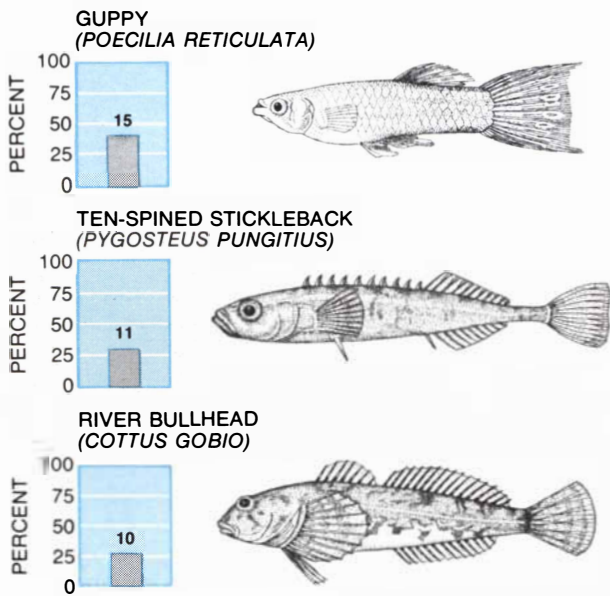 GUPPY
(POECILIA RETICULATA)
PERCENT
100
75
50
25
0
15
TEN-SPINED STICKLEBACK
(PYGOSTEUS PUNGITIUS)
PERCENT
100
75
50
25
0
11
RIVER BULLHEAD
(COTTUS GOBIO)
PERCENT
100
75
50
25
0
10